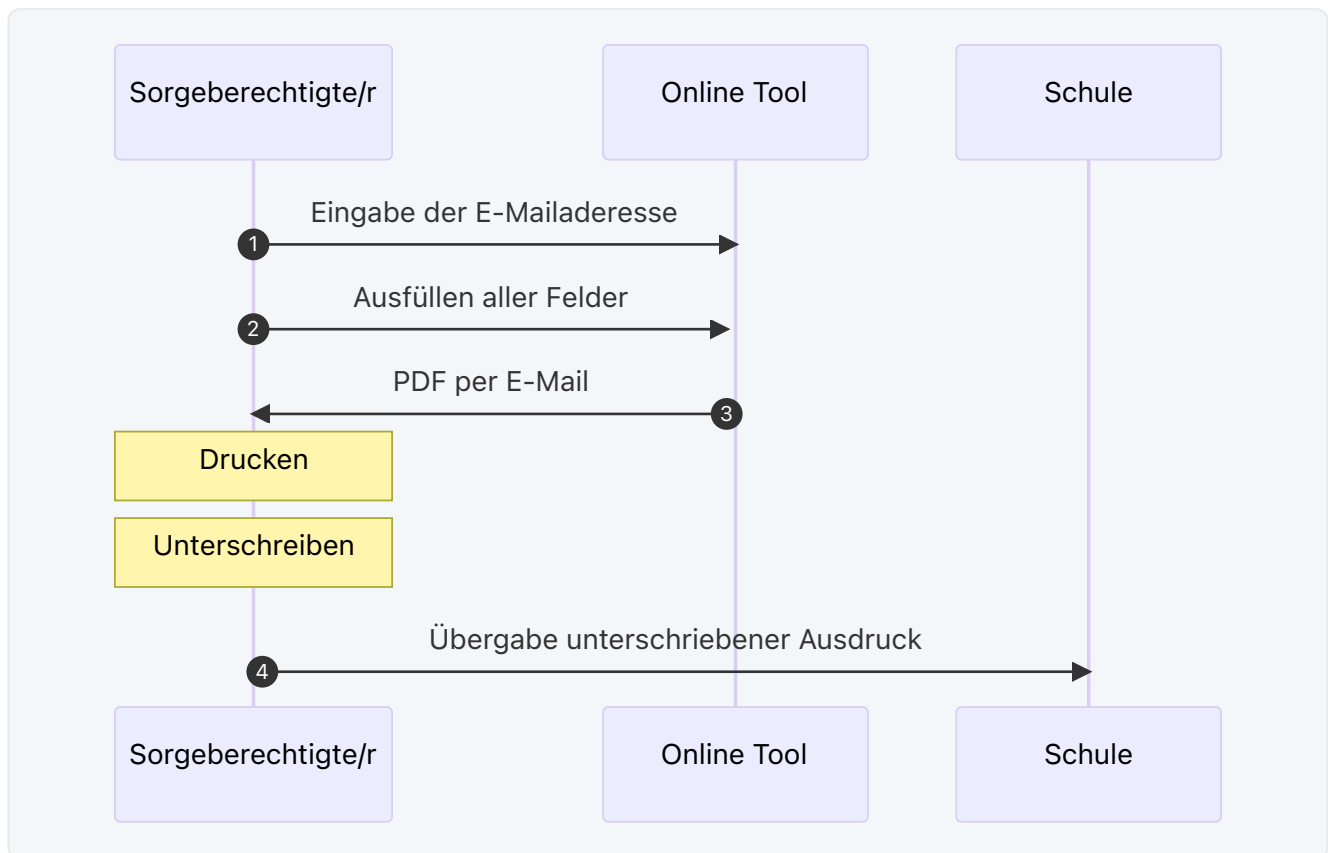 Sorgeberechtigte/r
Online Tool
Schule
Eingabe der E-Mailaderesse
1
Ausfüllen aller Felder
2
PDF per E-Mail
3
Drucken
Unterschreiben
Übergabe unterschriebener Ausdruck
4
Sorgeberechtigte/r
Online Tool
Schule